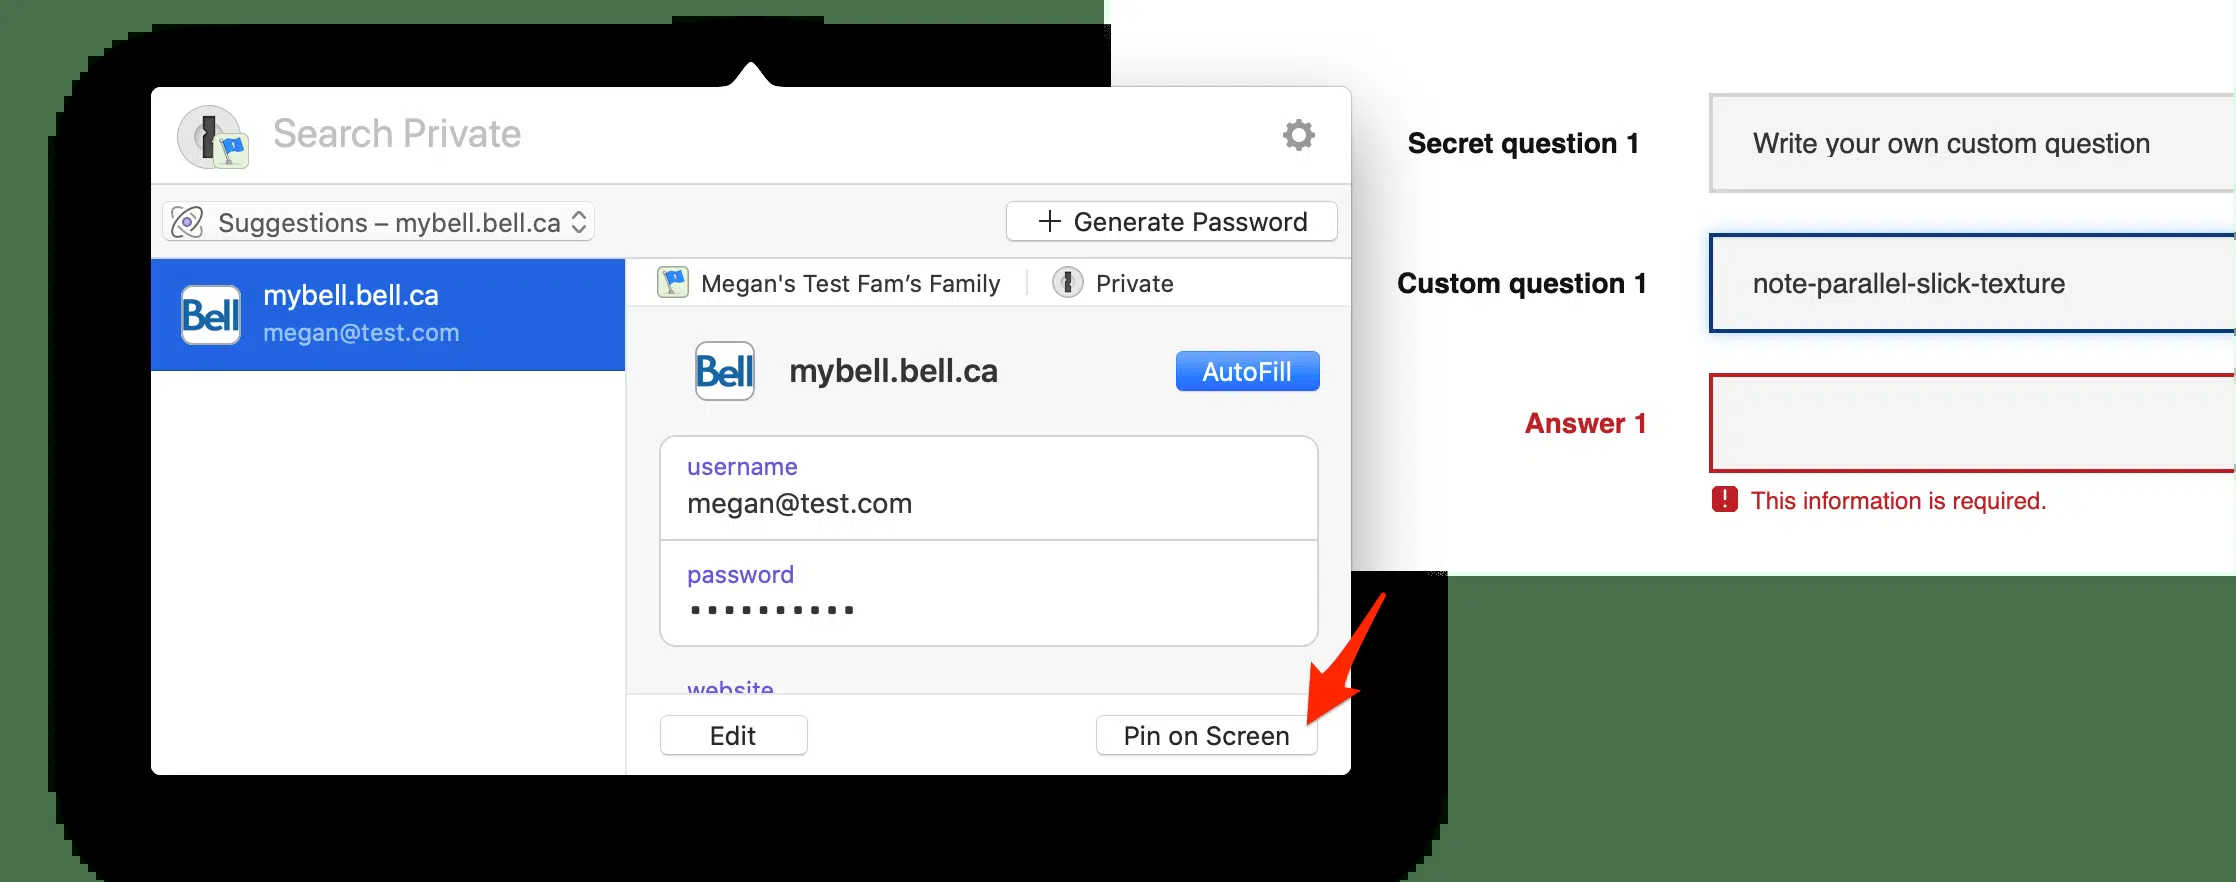 Search Private
Suggestions – mybell.bell.ca
+ Generate Password
Bell
mybell.bell.ca
megan@test.com
Megan's Test Fam’s Family
Private
Bell
mybell.bell.ca
AutoFill
username
megan@test.com
password
••••••••••
website
Edit
Pin on Screen
Secret question 1
Write your own custom question
Custom question 1
note-parallel-slick-texture
Answer 1
This information is required.